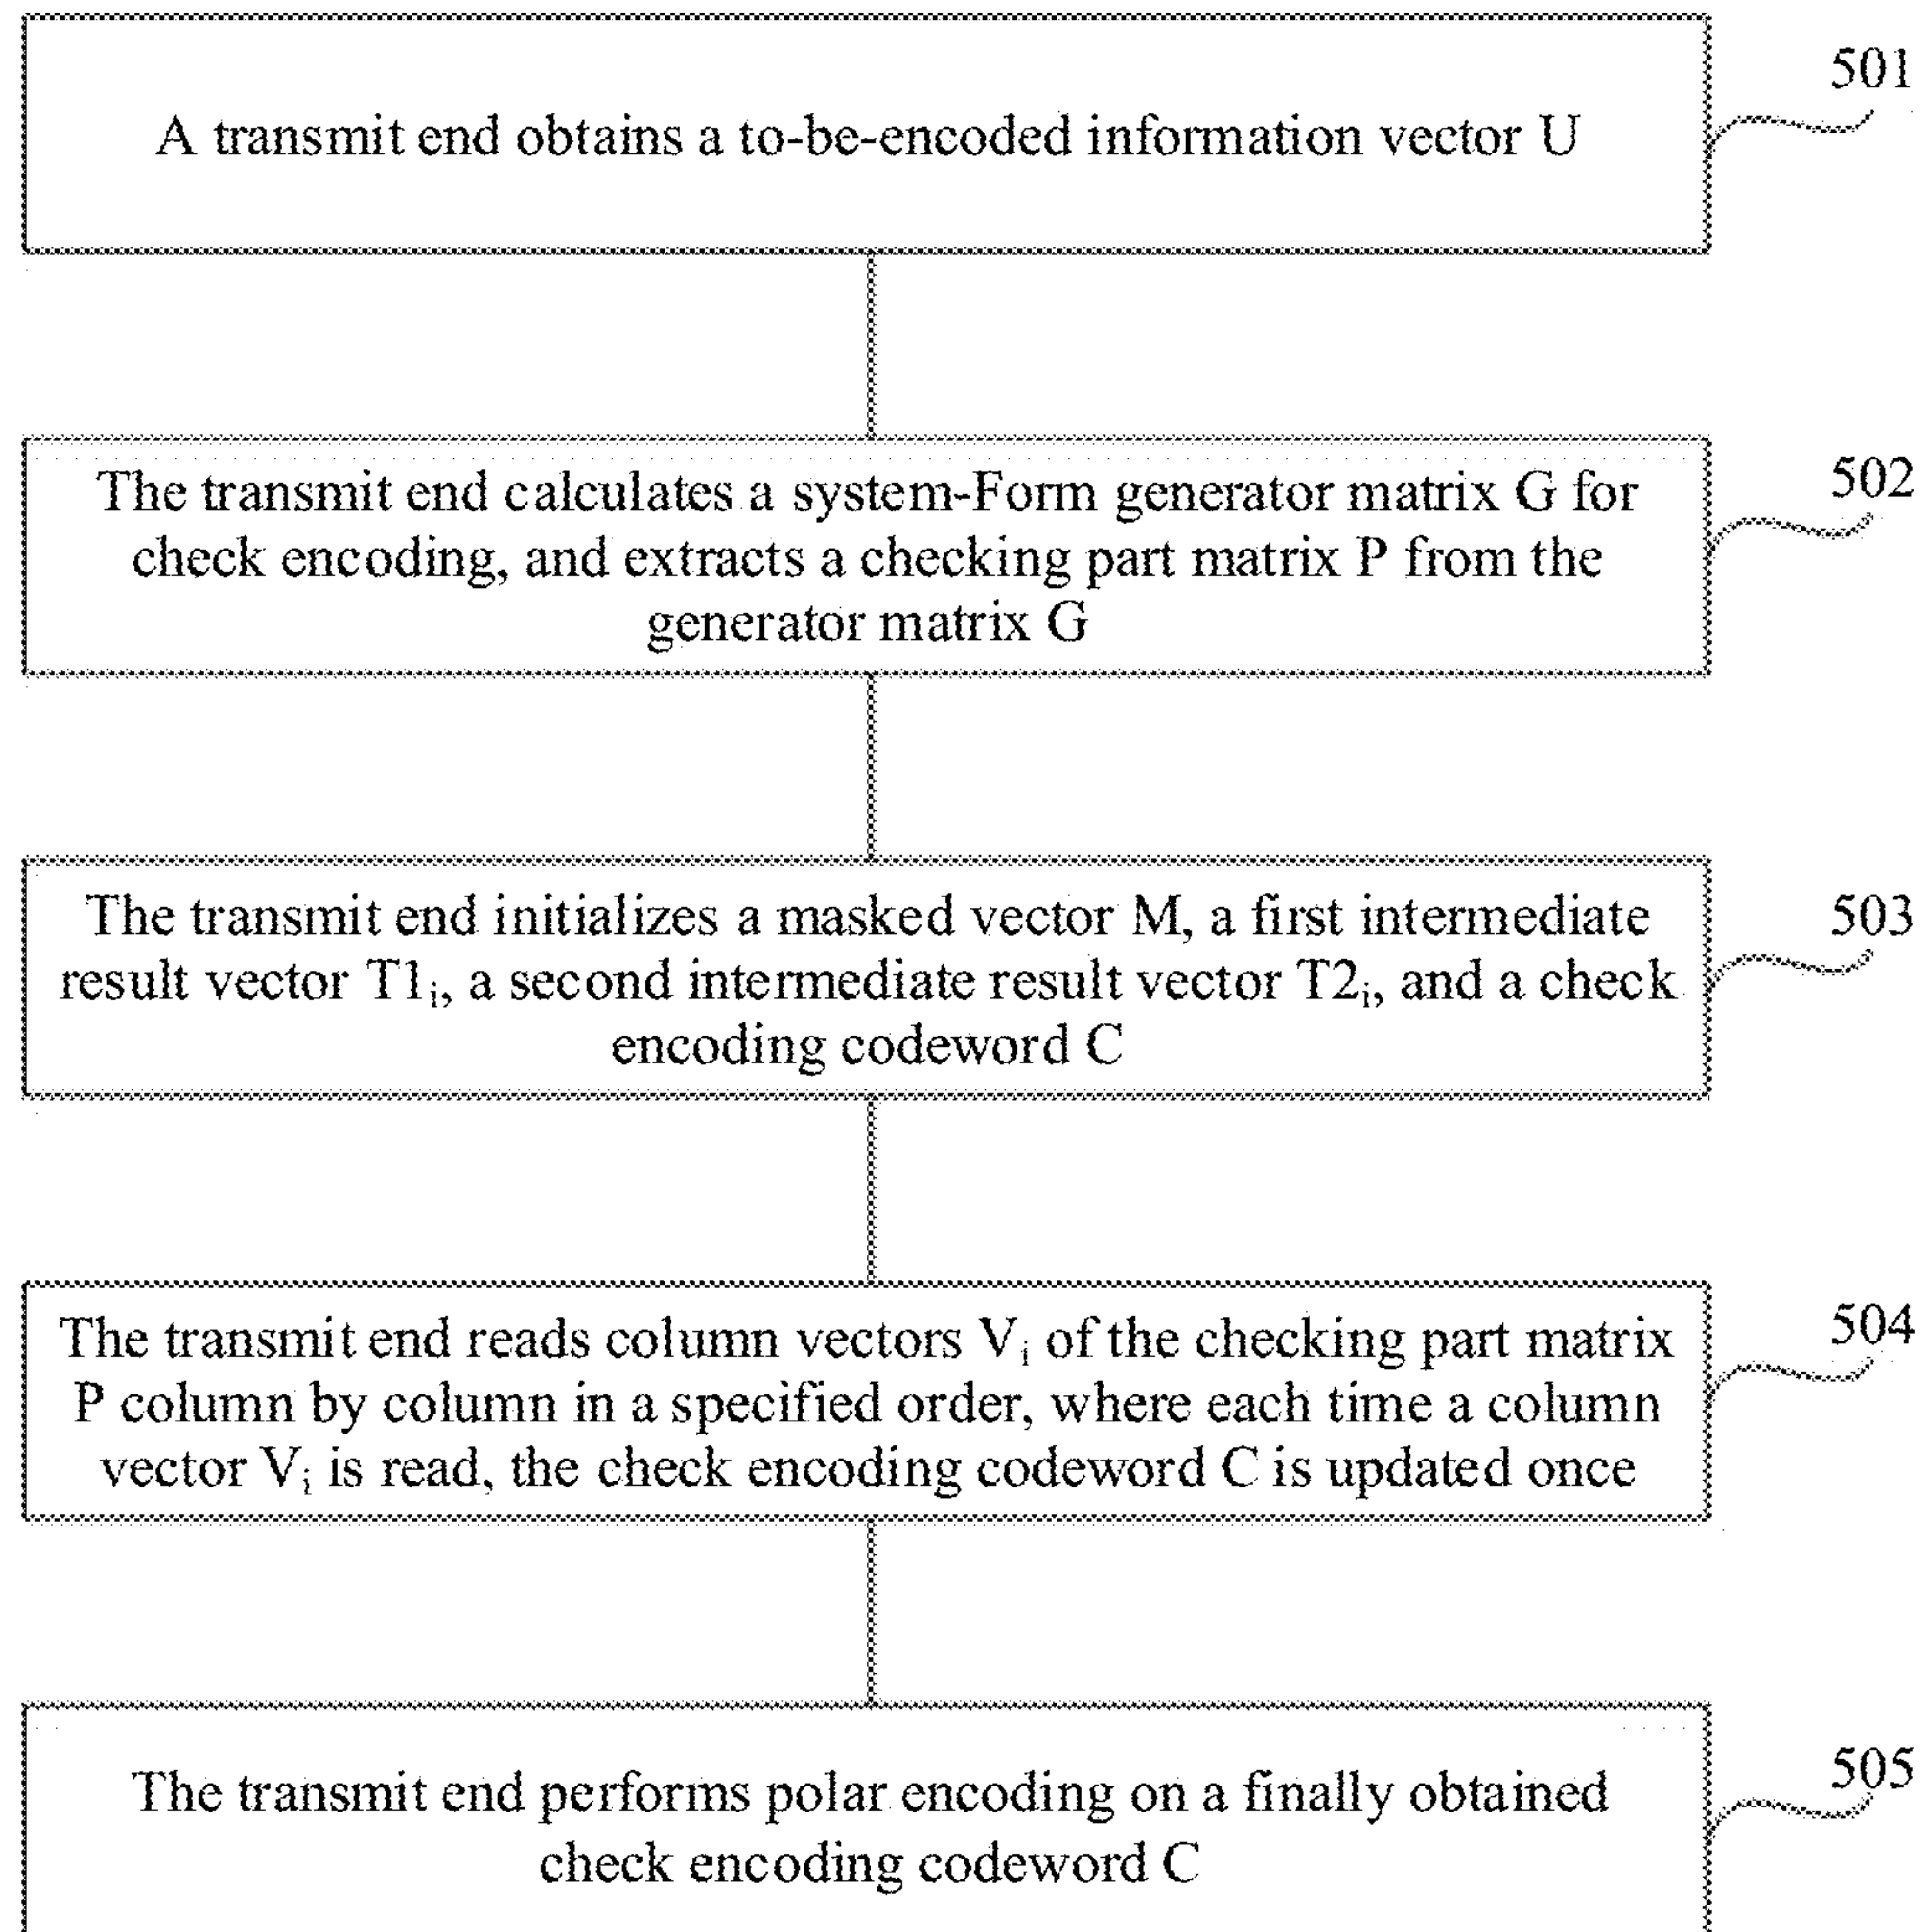 501
A transmit end obtains a to-be-encoded information vector U
502
The transmit end calculates a system-Form generator matrix G for
check encoding, and extracts a checking part matrix P from the
generator matrix G
503
The transmit end initializes a masked vector M, a first intermediate
result vector T1i, a second intermediate result vector T2i, and a check
encoding codeword C
504
The transmit end reads column vectors Vi of the checking part matrix
P column by column in a specified order, where each time a column
vector Vi is read, the check encoding codeword C is updated once
505
The transmit end performs polar encoding on a finally obtained
check encoding codeword C